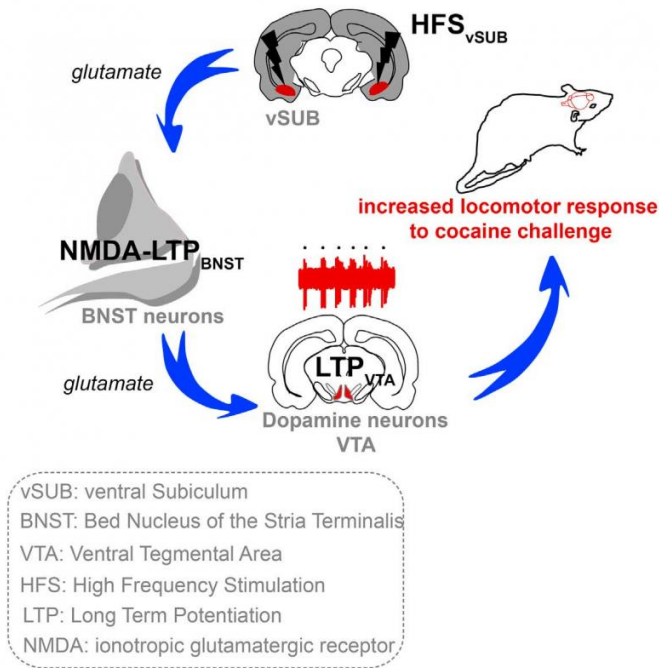 HFSvSUB
glutamate
vSUB
increased locomotor response
to cocaine challenge
NMDA-LTPBNST
BNST neurons
LTPVTA
glutamate
Dopamine neurons
VTA
vSUB: ventral Subiculum
BNST: Bed Nucleus of the Stria Terminalis
VTA: Ventral Tegmental Area
HFS: High Frequency Stimulation
LTP: Long Term Potentiation
NMDA: ionotropic glutamatergic receptor